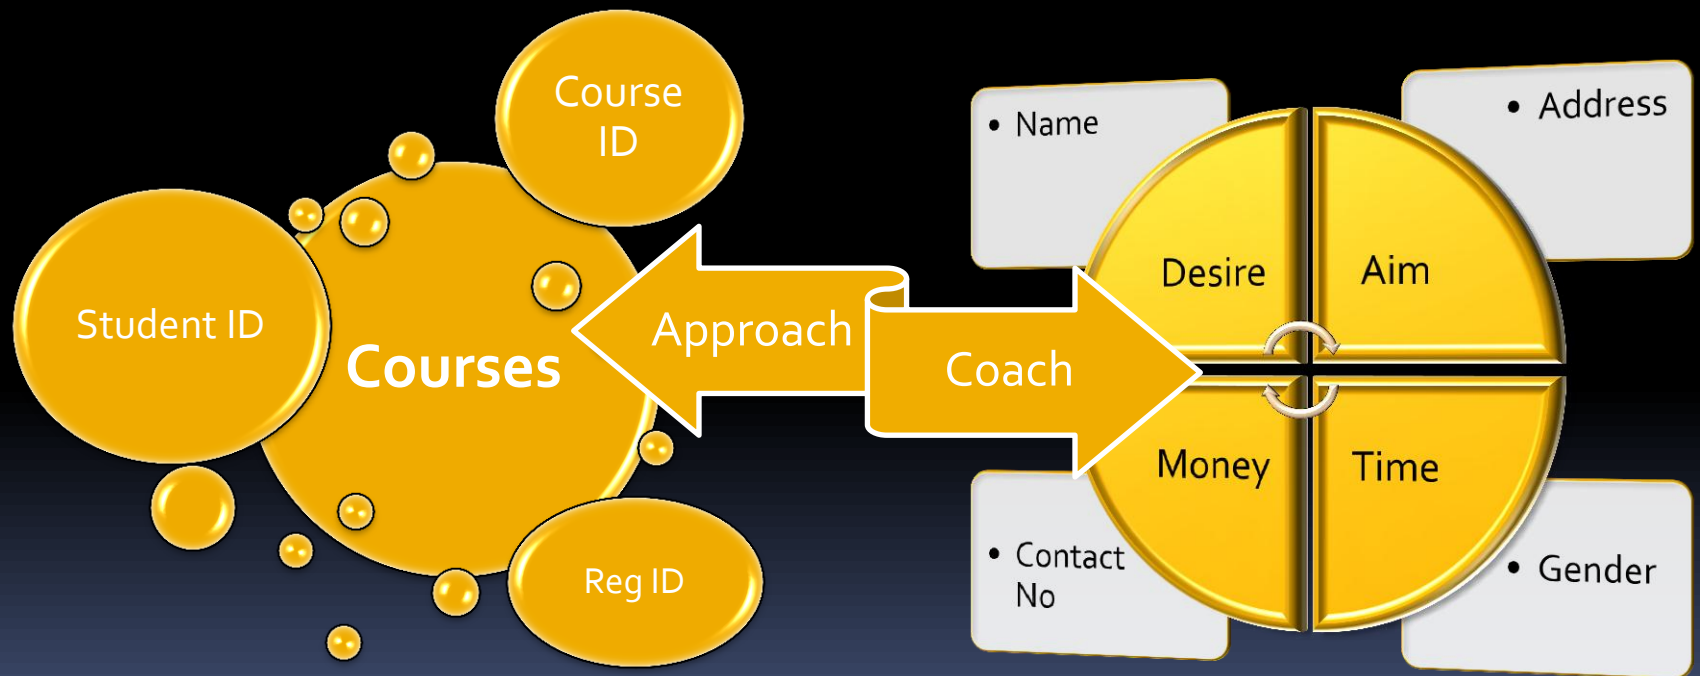 Course
ID
Student ID
Courses
Reg ID
Approach
Coach
• Name
• Address
Desire
Aim
Money
Time
• Contact
No
• Gender